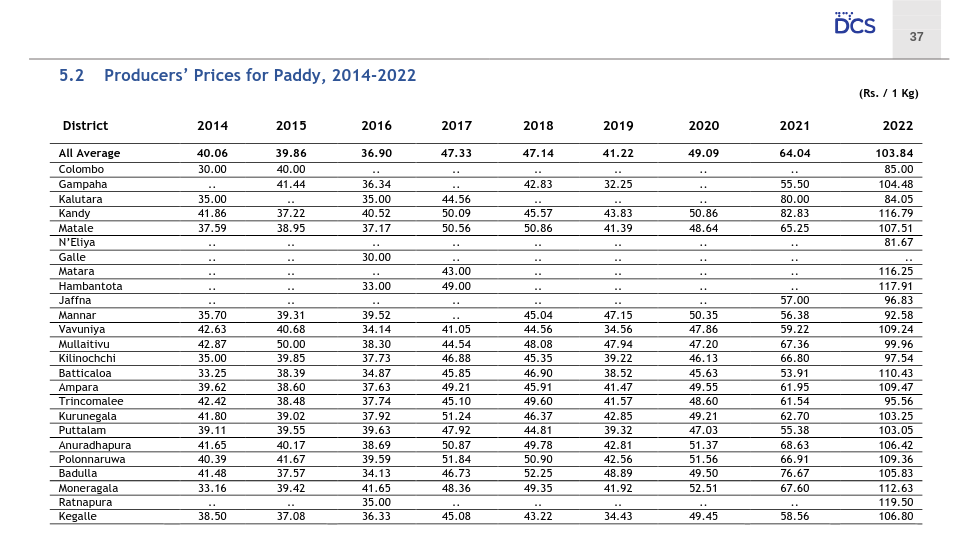 DCS
37
5.2 Producers’ Prices for Paddy, 2014-2022
(Rs. / 1 Kg)
District 2014 2015 2016 2017 2018 2019 2020 2021 2022
All Average 40.06 39.86 36.90 47.33 47.14 41.22 49.09 64.04 103.84
Colombo 30.00 40.00 .. .. .. .. .. .. 85.00
Gampaha .. 41.44 36.34 .. 42.83 32.25 .. 55.50 104.48
Kalutara 35.00 .. 35.00 44.56 .. .. .. 80.00 84.05
Kandy 41.86 37.22 40.52 50.09 45.57 43.83 50.86 82.83 116.79
Matale 37.59 38.95 37.17 50.56 50.86 41.39 48.64 65.25 107.51
N’Eliya .. .. .. .. .. .. .. .. 81.67
Galle .. .. 30.00 .. .. .. .. .. ..
Matara .. .. .. 43.00 .. .. .. .. 116.25
Hambantota .. .. 33.00 49.00 .. .. .. .. 117.91
Jaffna .. .. .. .. .. .. .. 57.00 96.83
Mannar 35.70 39.31 39.52 .. 45.04 47.15 50.35 56.38 92.58
Vavuniya 42.63 40.68 34.14 41.05 44.56 34.56 47.86 59.22 109.24
Mullaitivu 42.87 50.00 38.30 44.54 48.08 47.94 47.20 67.36 99.96
Kilinochchi 35.00 39.85 37.73 46.88 45.35 39.22 46.13 66.80 97.54
Batticaloa 33.25 38.39 34.87 45.85 46.90 38.52 45.63 53.91 110.43
Ampara 39.62 38.60 37.63 49.21 45.91 41.47 49.55 61.95 109.47
Trincomalee 42.42 38.48 37.74 45.10 49.60 41.57 48.60 61.54 95.56
Kurunegala 41.80 39.02 37.92 51.24 46.37 42.85 49.21 62.70 103.25
Puttalam 39.11 39.55 39.63 47.92 44.81 39.32 47.03 55.38 103.05
Anuradhapura 41.65 40.17 38.69 50.87 49.78 42.81 51.37 68.63 106.42
Polonnaruwa 40.39 41.67 39.59 51.84 50.90 42.56 51.56 66.91 109.36
Badulla 41.48 37.57 34.13 46.73 52.25 48.89 49.50 76.67 105.83
Moneragala 33.16 39.42 41.65 48.36 49.35 41.92 52.51 67.60 112.63
Ratnapura .. .. 35.00 .. .. .. .. .. 119.50
Kegalle 38.50 37.08 36.33 45.08 43.22 34.43 49.45 58.56 106.80